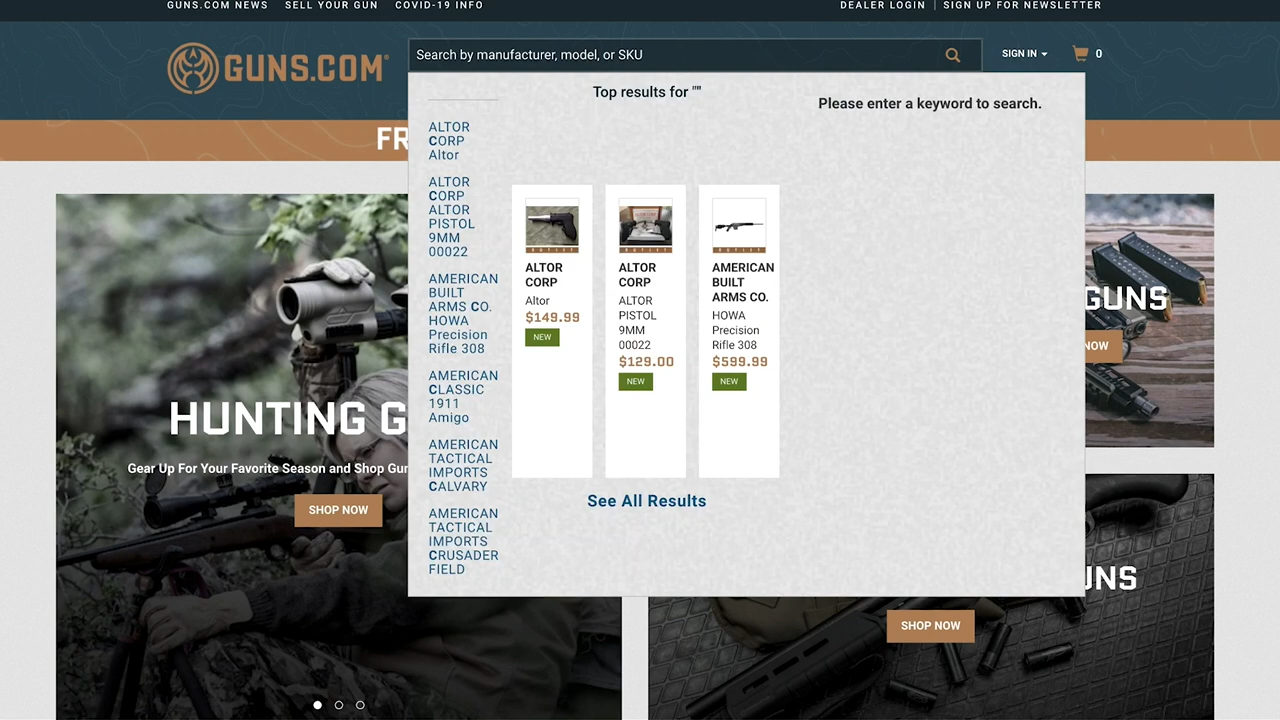 GUNS.COM NEWS SELL YOUR GUN COVID-19 INFO DEALER LOGIN | SIGN UP FOR NEWSLETTER
GUNS.COM®
Search by manufacturer, model, or SKU
SIGN IN
0
FR
Top results for ""
Please enter a keyword to search.
ALTOR
CORP
Altor
ALTOR
CORP
ALTOR
PISTOL
9MM
00022
AMERICAN
BUILT
ARMS CO.
HOWA
Precision
Rifle 308
AMERICAN
CLASSIC
1911
Amigo
AMERICAN
TACTICAL
IMPORTS
CALVARY
AMERICAN
TACTICAL
IMPORTS
CRUSADER
FIELD
OUTLET
ALTOR
CORP
Altor
$149.99
NEW
OUTLET
ALTOR
CORP
ALTOR
PISTOL
9MM
00022
$129.00
NEW
OUTLET
AMERICAN
BUILT
ARMS CO.
HOWA
Precision
Rifle 308
$599.99
NEW
See All Results
HUNTING G
Gear Up For Your Favorite Season and Shop Gun
SHOP NOW
GUNS
NOW
UNS
SHOP NOW